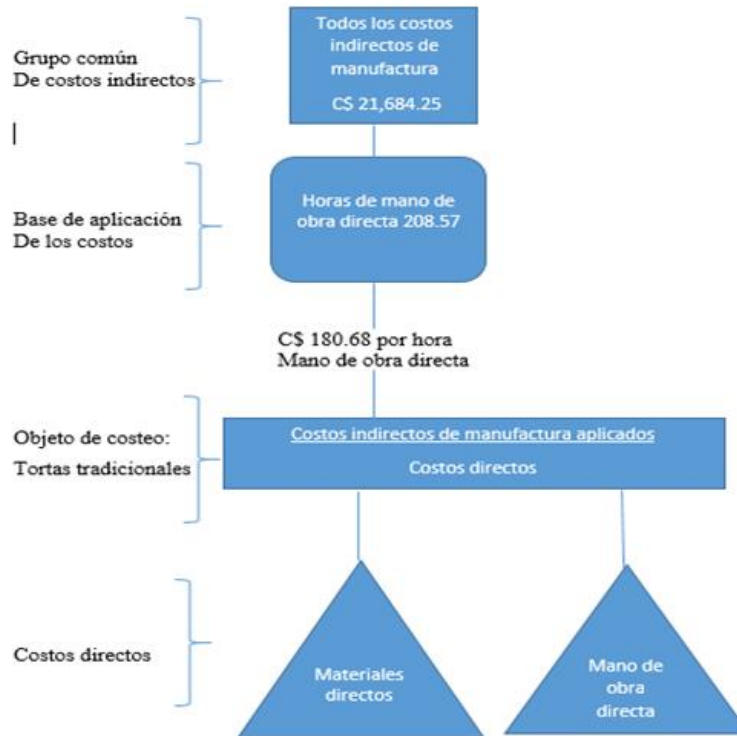 Todos los costos
indirectos de
manufactura
C$ 21,684.25
Grupo común
De costos indirectos
Horas de mano de
obra directa 208.57
Base de aplicación
De los costos
C$ 180.68 por hora
Mano de obra directa
Objeto de costeo:
Tortas tradicionales
Costos indirectos de manufactura aplicados
Costos directos
Costos directos
Materiales
directos
Mano de
obra
directa